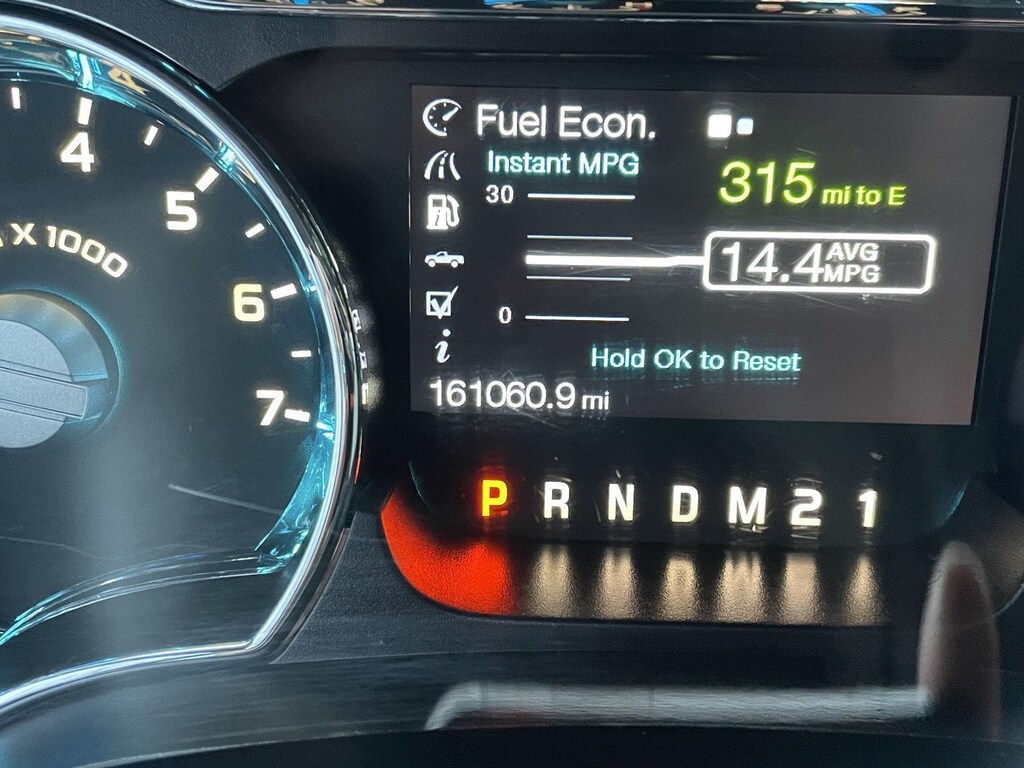 4
5
6
7
X 1000
Fuel Econ.
Instant MPG
30
315 mi to E
14.4 AVG MPG
0
Hold OK to Reset
i
161060.9 mi
P R N D M 2 1